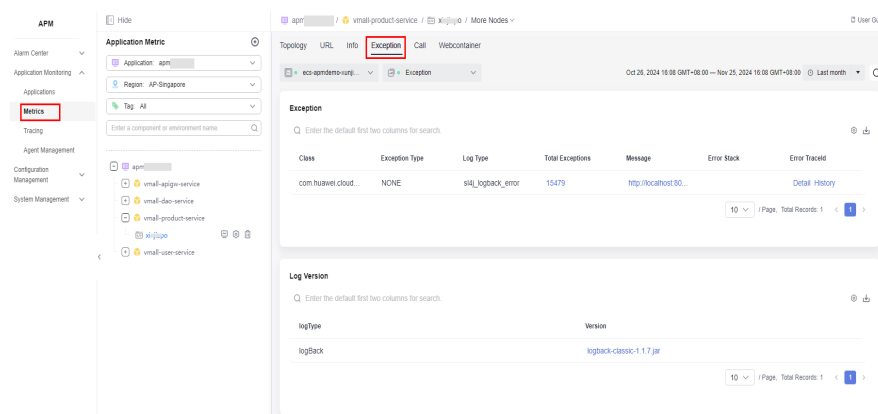 APM
Alarm Center
Application Monitoring
Applications
Metrics
Tracing
Agent Management
Configuration
Management
System Management
Hide
Application Metric
Application: apm
Region: AP-Singapore
Tag: All
Enter a component or environment name.
apm
vmall-apigw-service
vmall-dao-service
vmall-product-service
vmall-user-service
apm / vmall-product-service / / More Nodes
Topology URL Info Exception Call Webcontainer
ecs-apmdemo-xunji... Exception
Oct 26, 2024 16:08 GMT+08:00 — Nov 25, 2024 16:08 GMT+08:00 Last month
Exception
Enter the default first two columns for search.
Class Exception Type Log Type Total Exceptions Message Error Stack Error TraceId
com.huawei.cloud... NONE sl4j_logback_error 15479 http://localhost:80... Detail History
10 / Page, Total Records: 1 < 1 >
Log Version
Enter the default first two columns for search.
logType Version
logBack logback-classic-1.1.7.jar
10 / Page, Total Records: 1 < 1 >